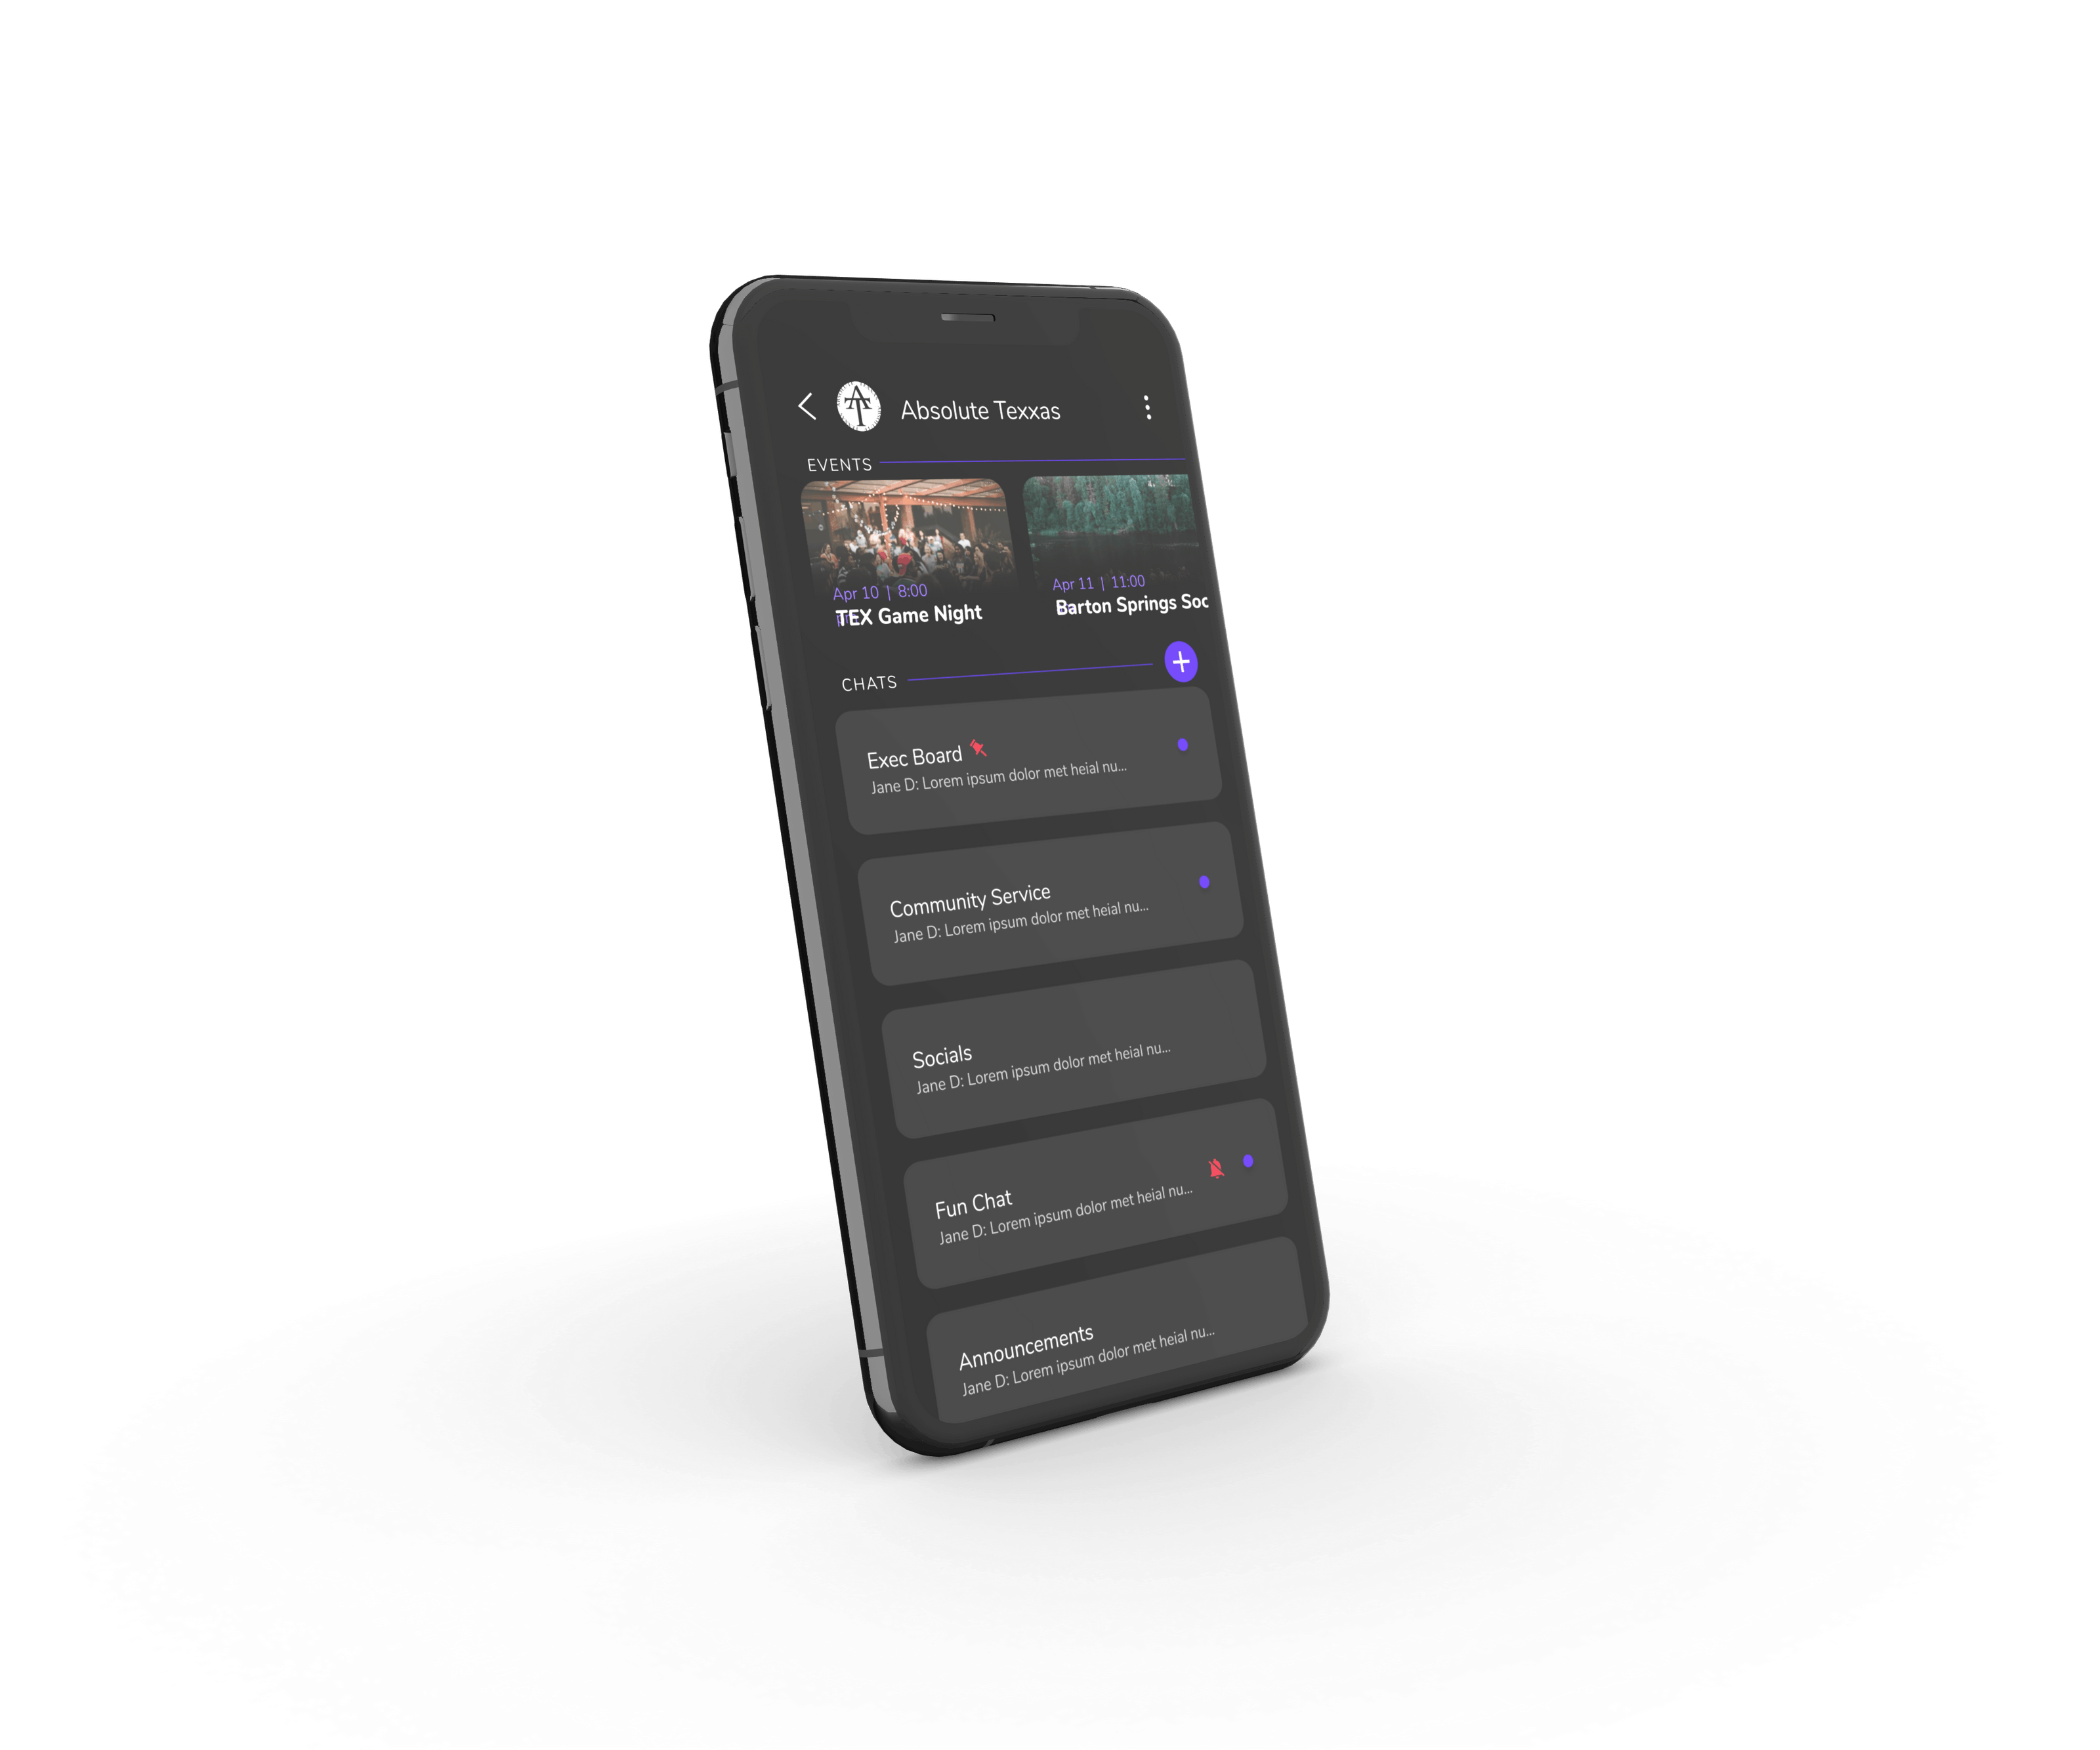 AT
Absolute Texxas
EVENTS
Apr 10 | 8:00
pm
TEX Game Night
Apr 11 | 11:00
Barton Springs Soc
CHATS
Exec Board
Jane D: Lorem ipsum dolor met heial nu...
Community Service
Jane D: Lorem ipsum dolor met heial nu...
Socials
Jane D: Lorem ipsum dolor met heial nu...
Fun Chat
Jane D: Lorem ipsum dolor met heial nu...
Announcements
Jane D: Lorem ipsum dolor met heial nu...